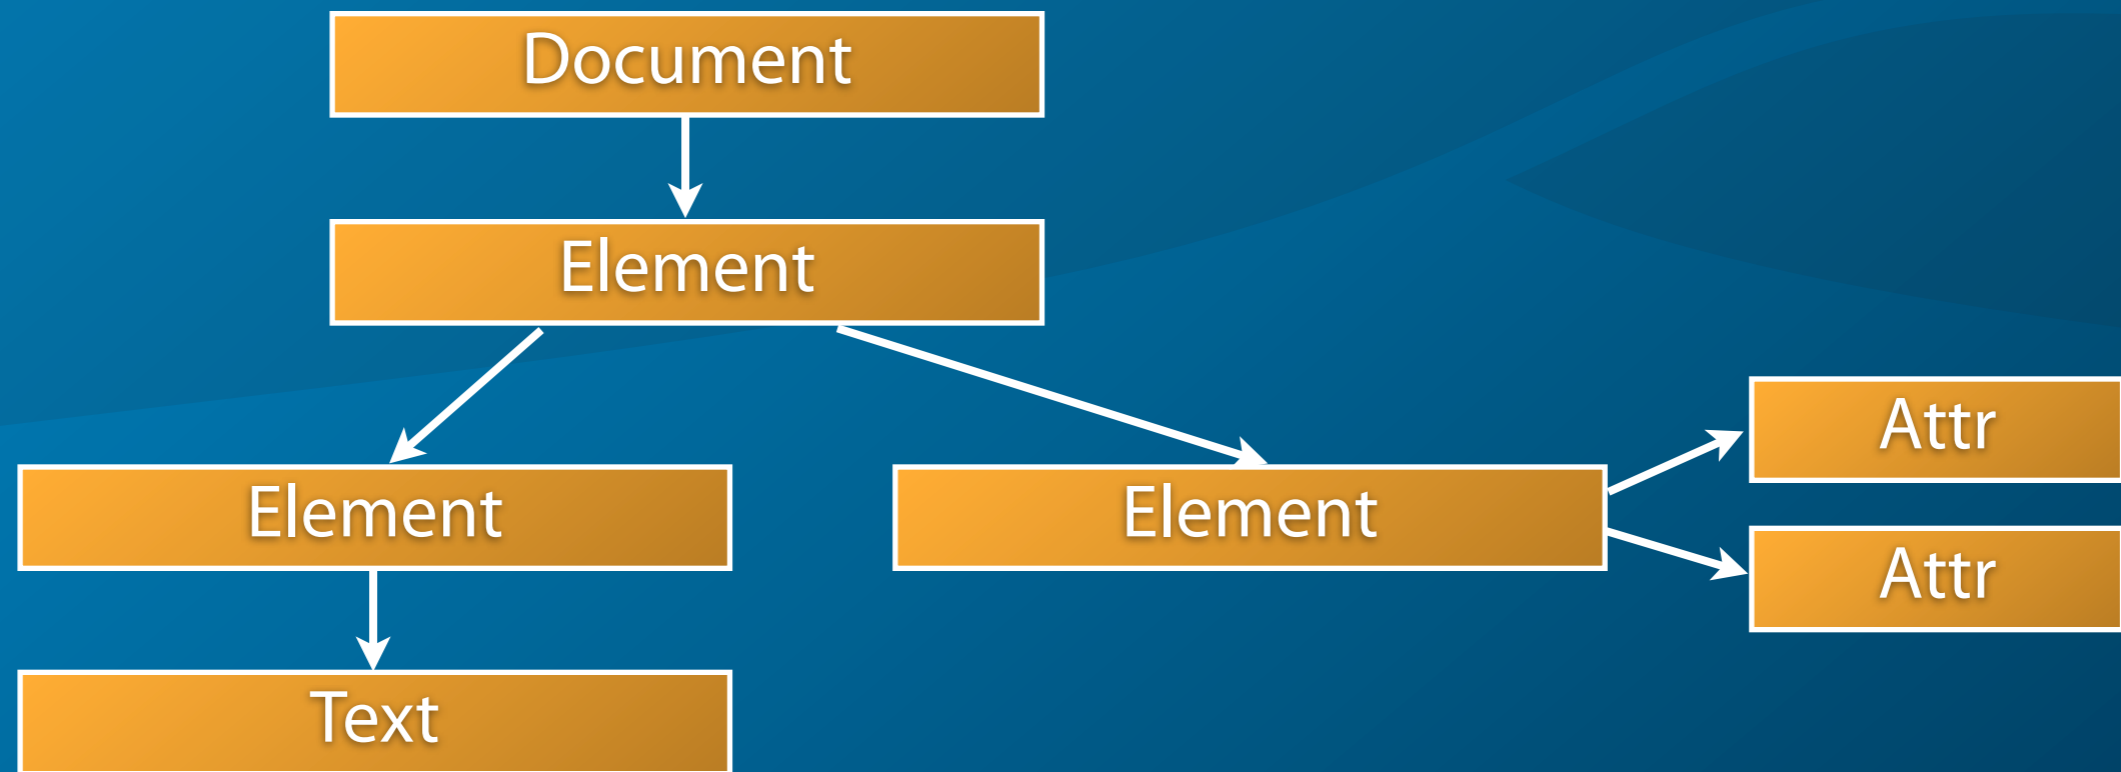 Document
Element
Attr
Element
Element
Attr
Text